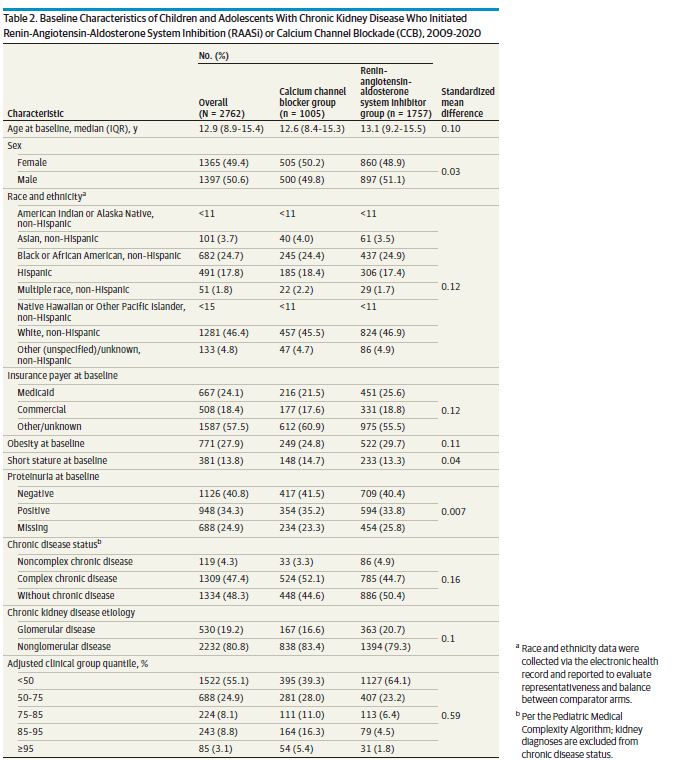 Table 2. Baseline Characteristics of Children and Adolescents With Chronic Kidney Disease Who Initiated
Renin-Angiotensin-Aldosterone System Inhibition (RAASi) or Calcium Channel Blockade (CCB), 2009-2020
No. (%)
Characteristic Overall (N = 2762) Calcium channel blocker group (n = 1005) Renin-angiotensin-aldosterone system inhibitor group (n = 1757) Standardized mean difference
Age at baseline, median (IQR), y 12.9 (8.9-15.4) 12.6 (8.4-15.3) 13.1 (9.2-15.5) 0.10
Sex
Female 1365 (49.4) 505 (50.2) 860 (48.9)
0.03
Male 1397 (50.6) 500 (49.8) 897 (51.1)
Race and ethnicity^a
American Indian or Alaska Native, non-Hispanic <11 <11 <11
Asian, non-Hispanic 101 (3.7) 40 (4.0) 61 (3.5)
Black or African American, non-Hispanic 682 (24.7) 245 (24.4) 437 (24.9)
Hispanic 491 (17.8) 185 (18.4) 306 (17.4)
0.12
Multiple race, non-Hispanic 51 (1.8) 22 (2.2) 29 (1.7)
Native Hawaiian or Other Pacific Islander, non-Hispanic <15 <11 <11
White, non-Hispanic 1281 (46.4) 457 (45.5) 824 (46.9)
Other (unspecified)/unknown, non-Hispanic 133 (4.8) 47 (4.7) 86 (4.9)
Insurance payer at baseline
Medicaid 667 (24.1) 216 (21.5) 451 (25.6)
Commercial 508 (18.4) 177 (17.6) 331 (18.8) 0.12
Other/unknown 1587 (57.5) 612 (60.9) 975 (55.5)
Obesity at baseline 771 (27.9) 249 (24.8) 522 (29.7) 0.11
Short stature at baseline 381 (13.8) 148 (14.7) 233 (13.3) 0.04
Proteinuria at baseline
Negative 1126 (40.8) 417 (41.5) 709 (40.4)
Positive 948 (34.3) 354 (35.2) 594 (33.8) 0.007
Missing 688 (24.9) 234 (23.3) 454 (25.8)
Chronic disease status^b
Noncomplex chronic disease 119 (4.3) 33 (3.3) 86 (4.9)
Complex chronic disease 1309 (47.4) 524 (52.1) 785 (44.7) 0.16
Without chronic disease 1334 (48.3) 448 (44.6) 886 (50.4)
Chronic kidney disease etiology
Glomerular disease 530 (19.2) 167 (16.6) 363 (20.7)
0.1
Nonglomerular disease 2232 (80.8) 838 (83.4) 1394 (79.3)
Adjusted clinical group quantile, %
<50 1522 (55.1) 395 (39.3) 1127 (64.1)
50-75 688 (24.9) 281 (28.0) 407 (23.2)
75-85 224 (8.1) 111 (11.0) 113 (6.4) 0.59
85-95 243 (8.8) 164 (16.3) 79 (4.5)
≥95 85 (3.1) 54 (5.4) 31 (1.8)
^a Race and ethnicity data were
collected via the electronic health
record and reported to evaluate
representativeness and balance
between comparator arms.
^b Per the Pediatric Medical
Complexity Algorithm; kidney
diagnoses are excluded from
chronic disease status.